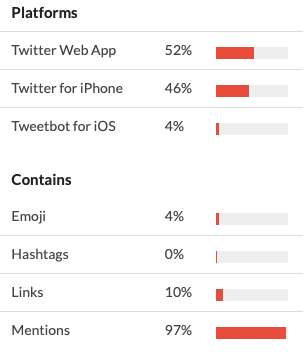 Platforms
Twitter Web App 52%
Twitter for iPhone 46%
Tweetbot for iOS 4%
Contains
Emoji 4%
Hashtags 0%
Links 10%
Mentions 97%